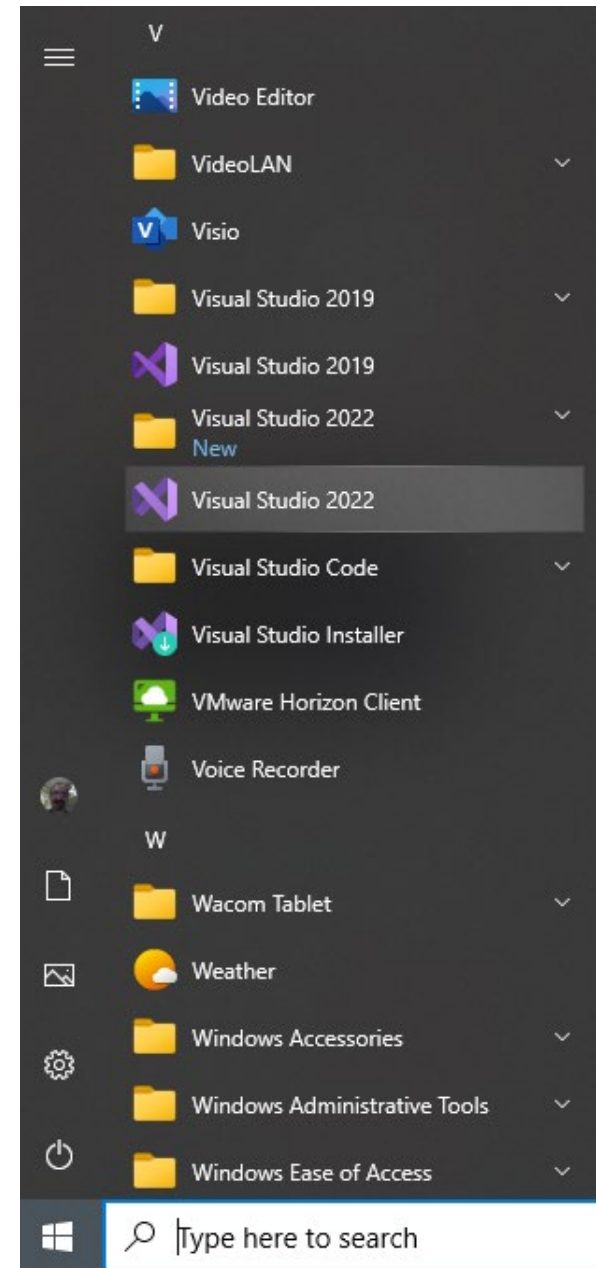 V
Video Editor
VideoLAN
Visio
Visual Studio 2019
Visual Studio 2019
Visual Studio 2022
New
Visual Studio 2022
Visual Studio Code
Visual Studio Installer
VMware Horizon Client
Voice Recorder
W
Wacom Tablet
Weather
Windows Accessories
Windows Administrative Tools
Windows Ease of Access
Type here to search